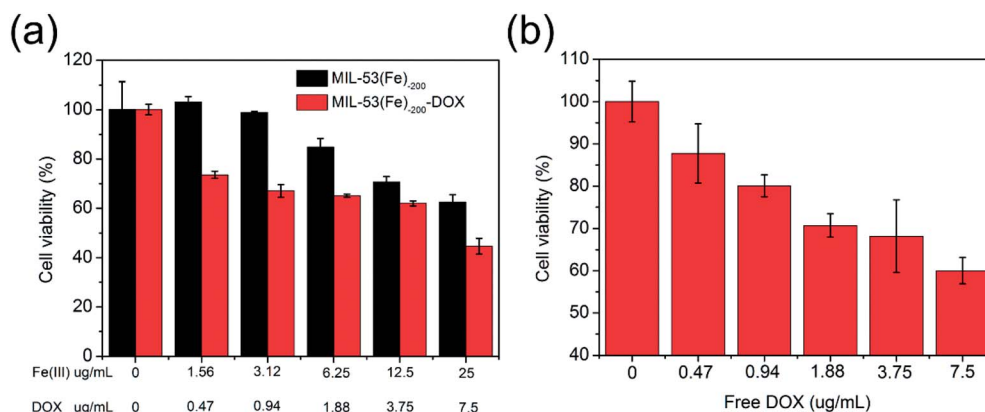 (a)
Cell viability (%)
120
100
80
60
40
20
0
MIL-53(Fe)-200
MIL-53(Fe)-200-DOX
Fe(III) ug/mL 0 1.56 3.12 6.25 12.5 25
DOX ug/mL 0 0.47 0.94 1.88 3.75 7.5
(b)
Cell viability (%)
110
100
90
80
70
60
50
40
0 0.47 0.94 1.88 3.75 7.5
Free DOX (ug/mL)